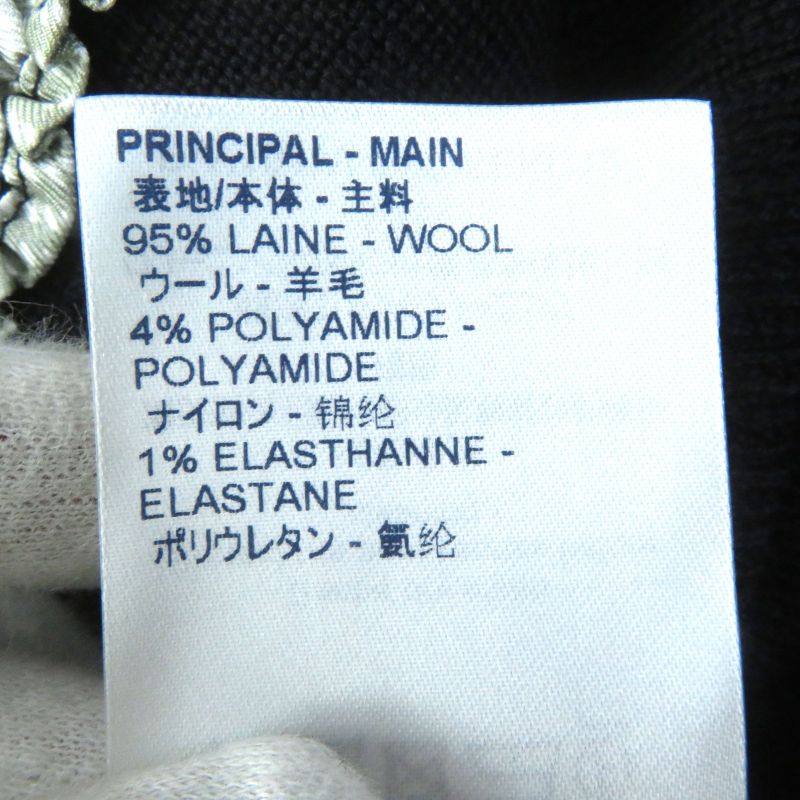 PRINCIPAL - MAIN
表地/本体 - 主料
95% LAINE - WOOL
ウール - 羊毛
4% POLYAMIDE -
POLYAMIDE
ナイロン - 锦纶
1% ELASTHANNE -
ELASTANE
ポリウレタン - 氨纶